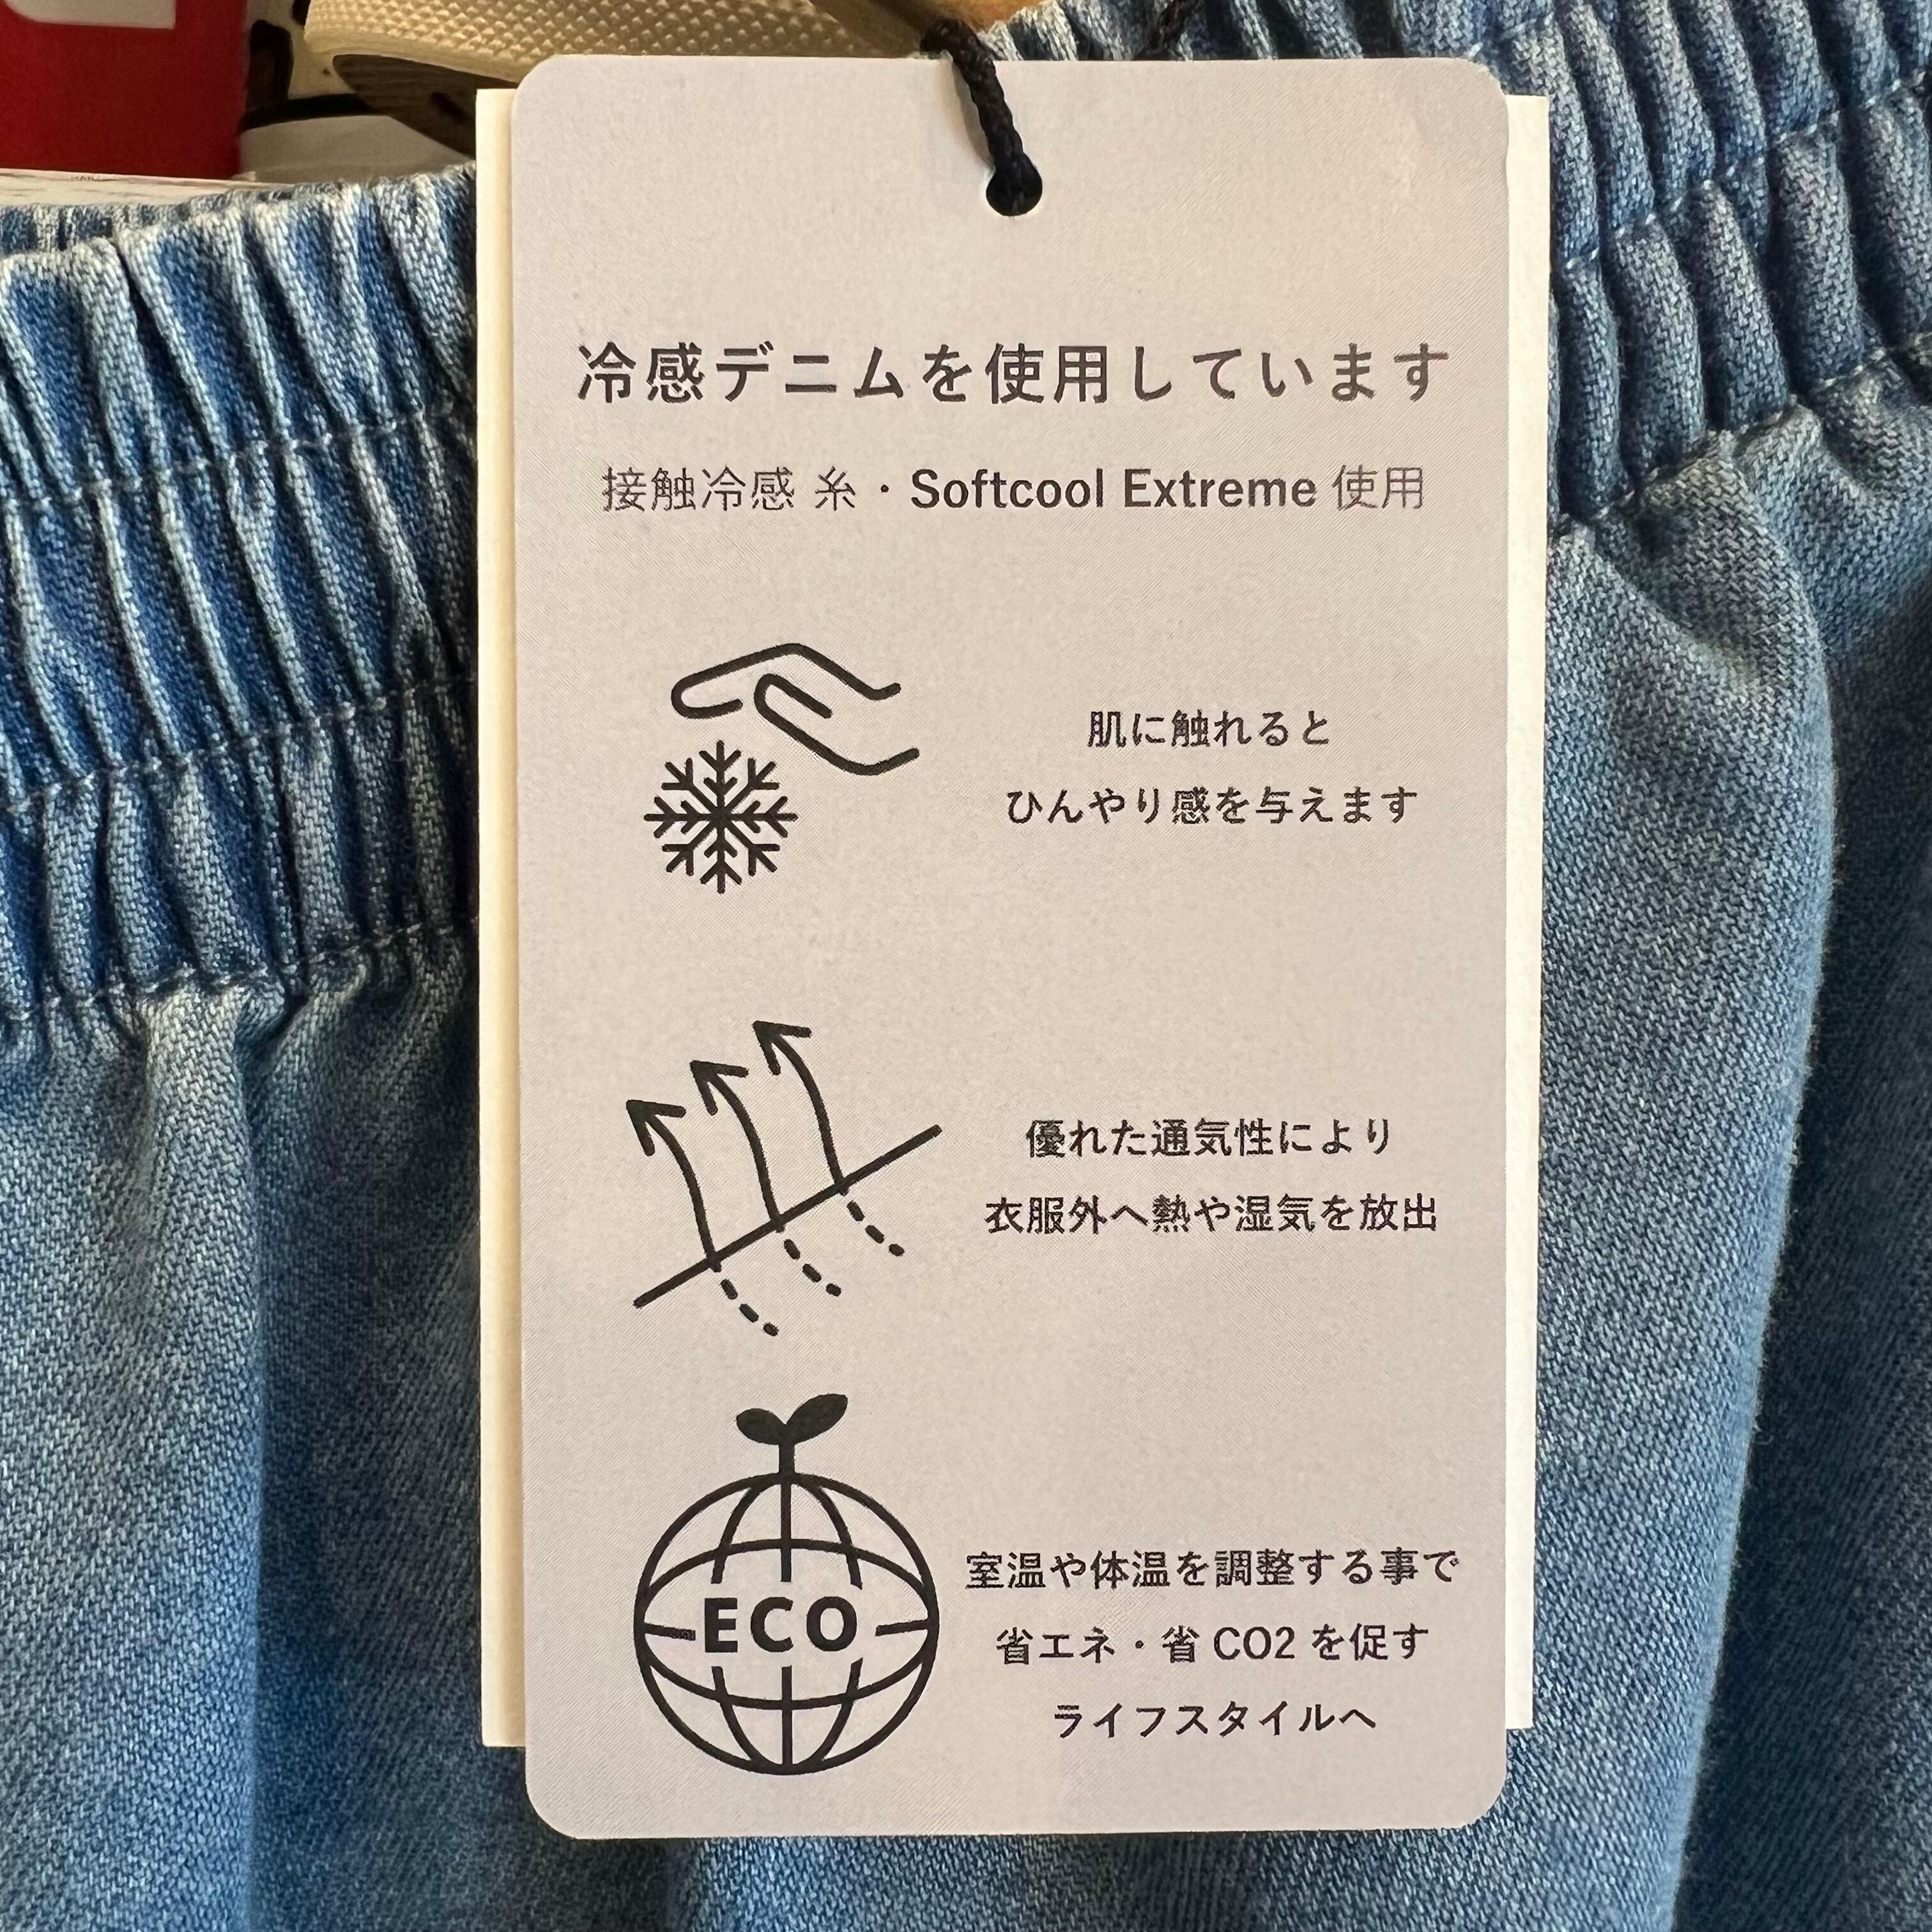 冷感デニムを使用しています
接触冷感 糸・Softcool Extreme 使用
肌に触れると
ひんやり感を与えます
優れた通気性により
衣服外へ熱や湿気を放出
ECO
室温や体温を調整する事で
省エネ・省 CO2 を促す
ライフスタイルへ